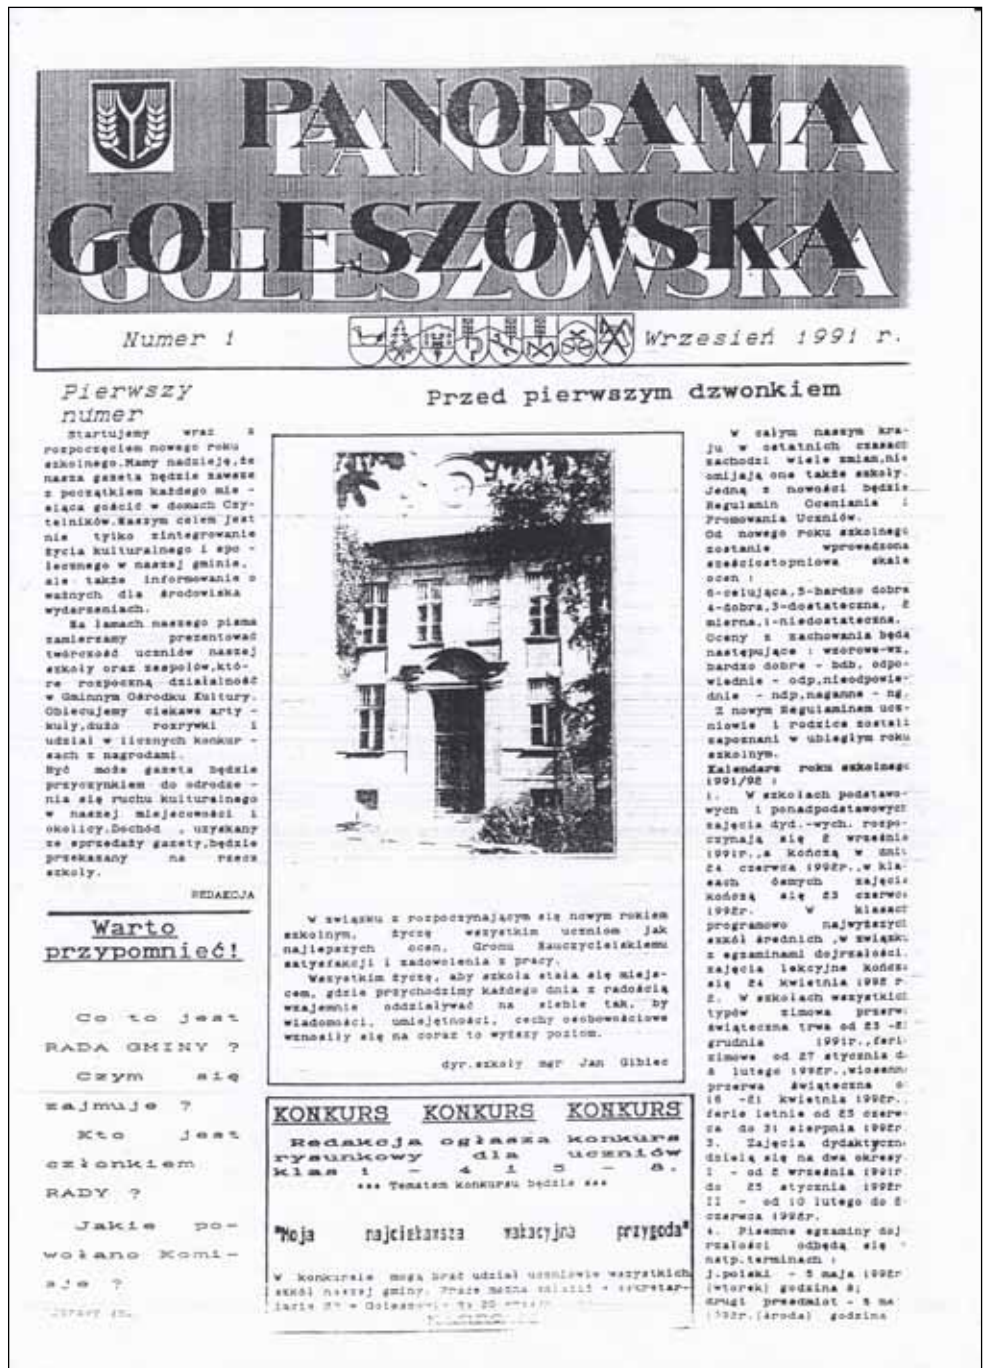 PANORAMA
GOLESZOWSKA
Numer 1
Wrzesień 1991 r.
Pierwszy
numer
Startujemy wraz z
rozpoczęciem nowego roku
szkolnego.Mamy nadzieję,że
nasza gazeta będzie zawsze
z początkiem każdego mie -
siąca gościć w domach Czy-
telników.Naszym celem jest
nie tylko zintegrowanie
życia kulturalnego i spo -
łecznego w naszej gminie,
ale także informowanie o
ważnych dla środowiska
wydarzeniach.
Na łamach naszego pisma
zamierzamy prezentować
twórczość uczniów naszej
szkoły oraz zespołów,któ-
re rozpoczną działalność
w Gminnym Ośrodku Kultury.
Obiecujemy ciekawe arty -
kuły,dużo rozrywki i
udział w licznych konkur -
sach z nagrodami.
Być może gazeta będzie
przyczynkiem do odrodze -
nia się ruchu kulturalnego
w naszej miejscowości i
okolicy.Dochód , uzyskany
ze sprzedaży gazety,będzie
przekazany na rzecz
szkoły.
REDAKCJA
Warto
przypomnieć!
Co to jest
RADA GMINY ?
Czym się
zajmuje ?
Kto jest
członkiem
RADY ?
Jakie po-
wołano Komi-
sje ?
Przed pierwszym dzwonkiem
W związku z rozpoczynającym się nowym rokiem
szkolnym, życzę wszystkim uczniom jak
najlepszych ocen, Gronu Nauczycielskiemu
satysfakcji i zadowolenia z pracy.
Wszystkim życzę, aby szkoła stała się miejs-
cem, gdzie przychodzimy każdego dnia z radością
wzajemnie oddziaływać na siebie tak, by
wiadomości, umiejętności, cechy osobowościowe
wznosiły się na coraz to wyższy poziom.
dyr.szkoły mgr Jan Gibiec
KONKURS KONKURS KONKURS
Redakcja ogłasza konkurs
rysunkowy dla uczniów
klas 1 - 4 i 5 - 8.
*** Tematem konkursu będzie ***
"Moja najciekawsza wakacyjna przygoda"
W konkursie mogą brać udział uczniowie wszystkich
szkół naszej gminy. Prace można
W całym naszym kra-
ju w ostatnich czasach
zachodzi wiele zmian,nie
omijają one także szkoły.
Jedną z nowości będzie
Regulamin Oceniania i
Promowania Uczniów.
Od nowego roku szkolnego
zostanie wprowadzona
sześciostopniowa skala
ocen :
6-celująca,5-bardzo dobra
4-dobra,3-dostateczna, 2
mierna,1-niedostateczna.
Oceny z zachowania będą
następujące : wzorowe-wz,
bardzo dobre - bdb, odpo-
wiednie - odp,nieodpowie-
dnie - ndp,naganne - ng.
Z nowym Regulaminem ucz-
niowie i rodzice zostali
zapoznani w ubiegłym roku
szkolnym.
Kalendarz roku szkolnego
1991/92 :
1. W szkołach podstawo-
wych i ponadpodstawowych
zajęcia dyd.-wych. rozpo-
czynają się 2 września
1991r.,a kończą w dniu
24 czerwca 1992r.,w kla-
sach ósmych zajęcia
kończą się 23 czerwca
1992r. W klasach
programowo najwyższych
szkół średnich ,w związku
z egzaminami dojrzałości,
zajęcia lekcyjne kończą
się 24 kwietnia 1992 r.
2. W szkołach wszystkich
typów zimowa przerwa
świąteczna trwa od 23 -
grudnia 1991r.,ferie
zimowe od 27 stycznia d
8 lutego 1992r.,wiosenna
przerwa świąteczna o
16 -21 kwietnia 1992r.,
ferie letnie od 25 czerw-
ca do 31 sierpnia 1992r.
3. Zajęcia dydaktyczne
dzielą się na dwa okresy.
I - od 2 września 1991r.
do 25 stycznia 1992r
II - od 10 lutego do 2
czerwca 1992r.
4. Pisemne egzaminy doj
rzałości odbędą się
nstp.terminach :
j.polski - 5 maja 1992r
(wtorek) godzina 8;
drugi przedmiot - 6 ma
1992r.(środa) godzina